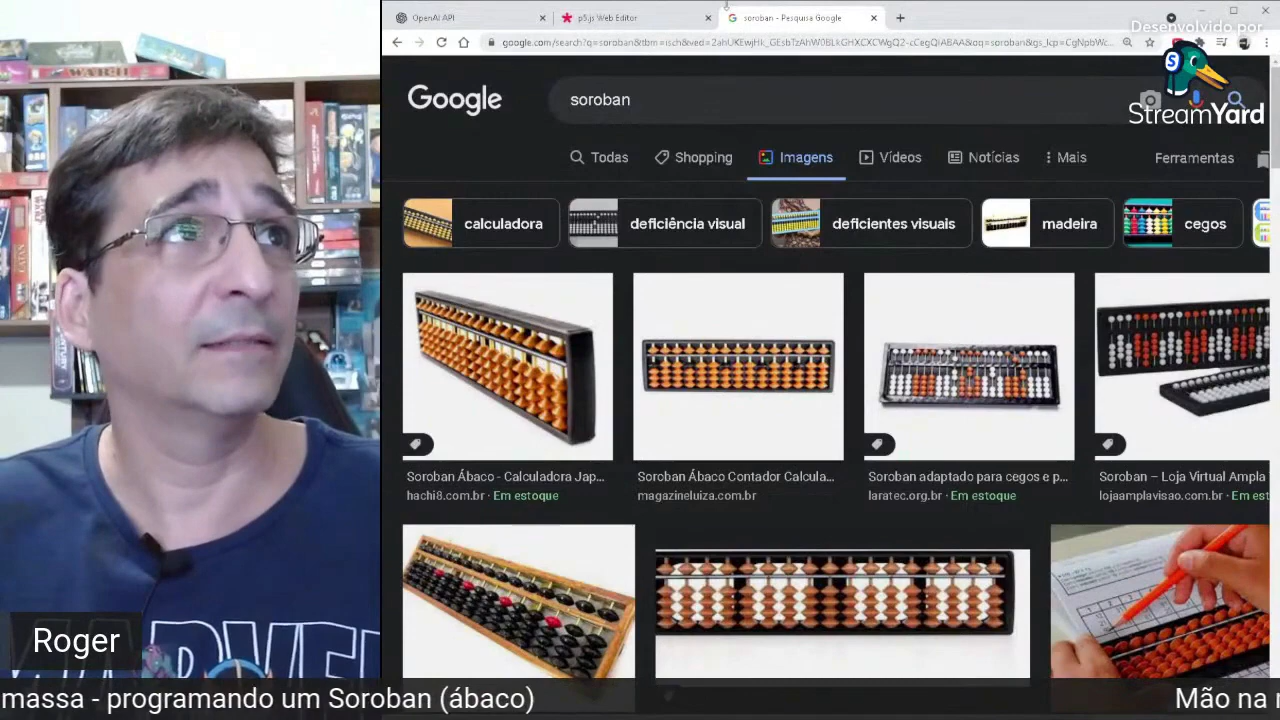 OpenAI API
p5.js Web Editor
soroban - Pesquisa Google
Desenvolvido por
StreamYard
Google
soroban
Todas
Shopping
Imagens
Vídeos
Notícias
Mais
Ferramentas
calculadora
deficiência visual
deficientes visuais
madeira
cegos
Soroban Ábaco - Calculadora Jap...
hachi8.com.br · Em estoque
Soroban Ábaco Contador Calcula...
magazineluiza.com.br
Soroban adaptado para cegos e p...
laratec.org.br · Em estoque
Soroban – Loja Virtual Ampla
lojaamplavisao.com.br · Em est
WAR II
MARVEL
Roger
massa - programando um Soroban (ábaco)
Mão na